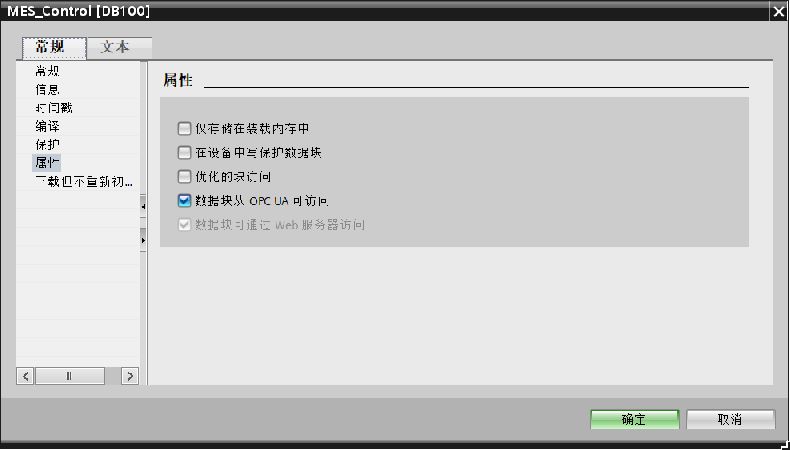 MES_Control [DB100]
常规 文本
常规
信息
时间戳
编译
保护
属性
下载但不重新初...
属性
仅存储在装载内存中
在设备中写保护数据块
优化的块访问
数据块从 OPC UA 可访问
数据块可通过 Web 服务器访问
确定 取消